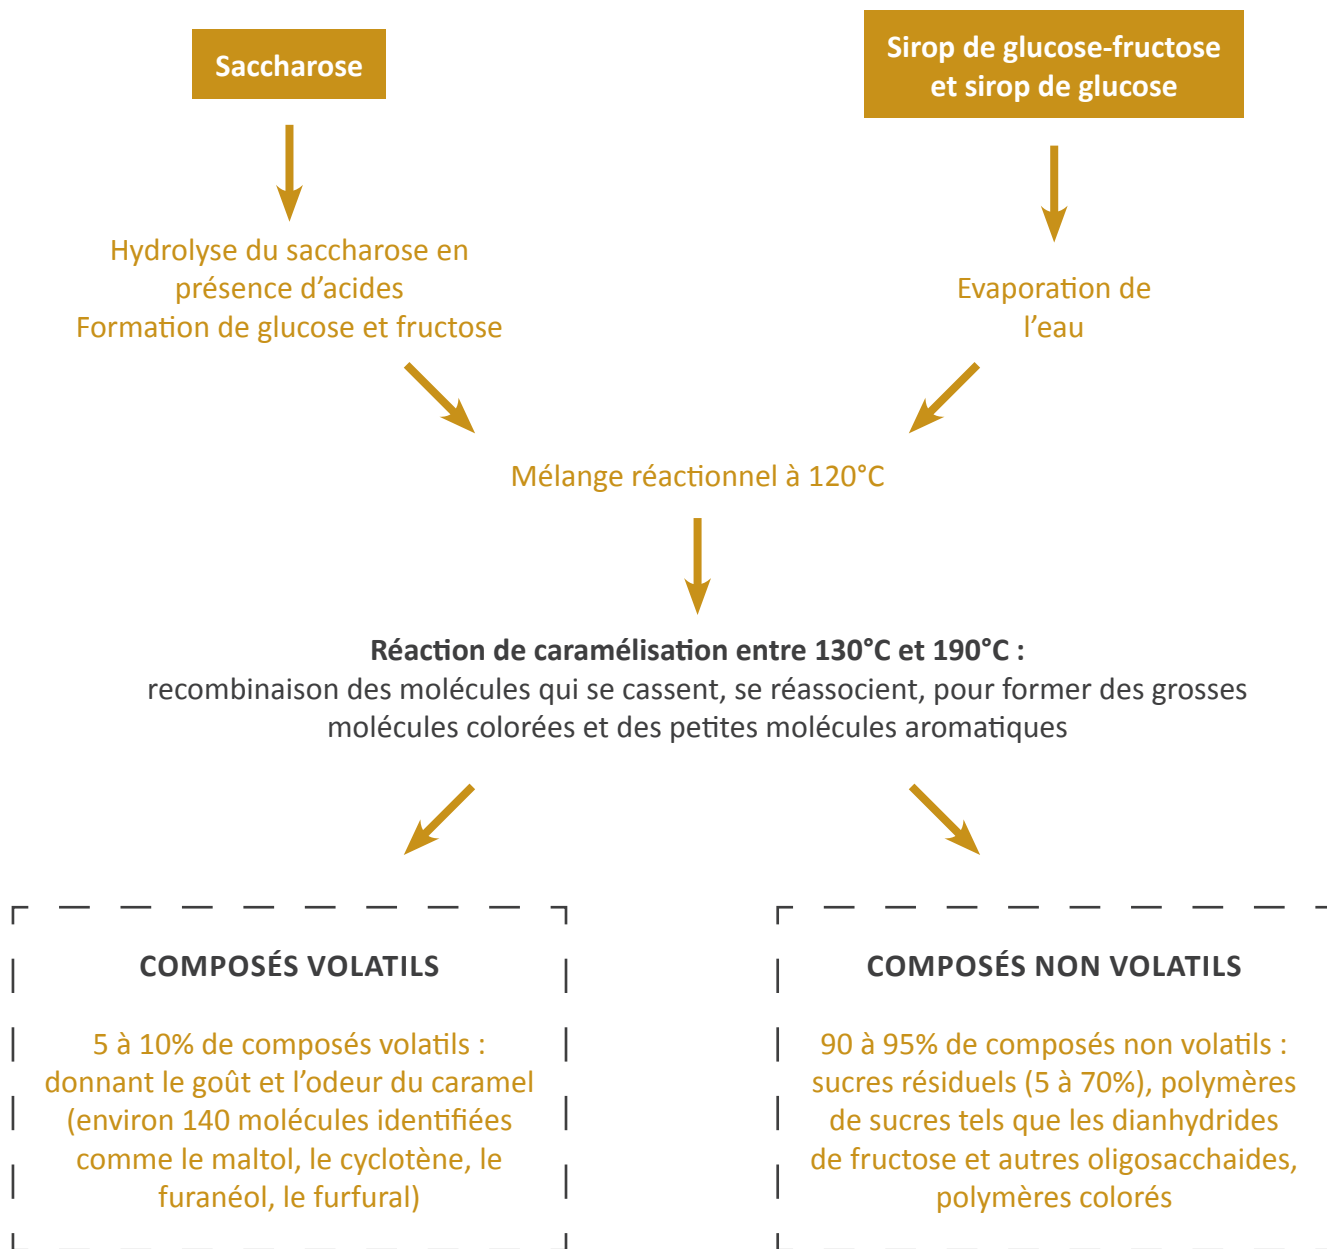 Saccharose
Sirop de glucose-fructose
et sirop de glucose
Hydrolyse du saccharose en
présence d'acides
Formation de glucose et fructose
Evaporation de
l'eau
Mélange réactionnel à 120°C
Réaction de caramélisation entre 130°C et 190°C :
recombinaison des molécules qui se cassent, se réassocient, pour former des grosses
molécules colorées et des petites molécules aromatiques
COMPOSÉS VOLATILS
5 à 10% de composés volatils :
donnant le goût et l'odeur du caramel
(environ 140 molécules identifiées
comme le maltol, le cyclotène, le
furanéol, le furfural)
COMPOSÉS NON VOLATILS
90 à 95% de composés non volatils :
sucres résiduels (5 à 70%), polymères
de sucres tels que les dianhydrides
de fructose et autres oligosacchaides,
polymères colorés